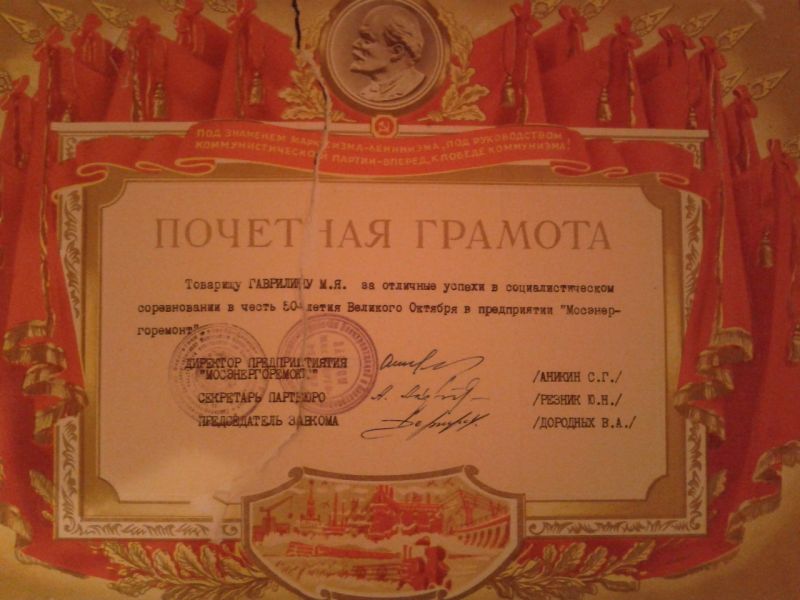 ПОД ЗНАМЕНЕМ МАРКСИЗМА-ЛЕНИНИЗМА, ПОД РУКОВОДСТВОМ
КОММУНИСТИЧЕСКОЙ ПАРТИИ-ВПЕРЕД, К ПОБЕДЕ КОММУНИЗМА!
ПОЧЕТНАЯ ГРАМОТА
Товарищу ГАВРИЛИНУ М.Я. за отличные успехи в социалистическом
соревновании в честь 50-летия Великого Октября в предприятии "Мосэнер-
горемонт"
ДИРЕКТОР ПРЕДПРИЯТИЯ
"МОСЭНЕРГОРЕМОНТ" /АНИКИН С.Г./
СЕКРЕТАРЬ ПАРТБЮРО /РЕЗНИК Ю.Н./
ПРЕДСЕДАТЕЛЬ ЗАВКОМА /ДОРОДНЫХ В.А./